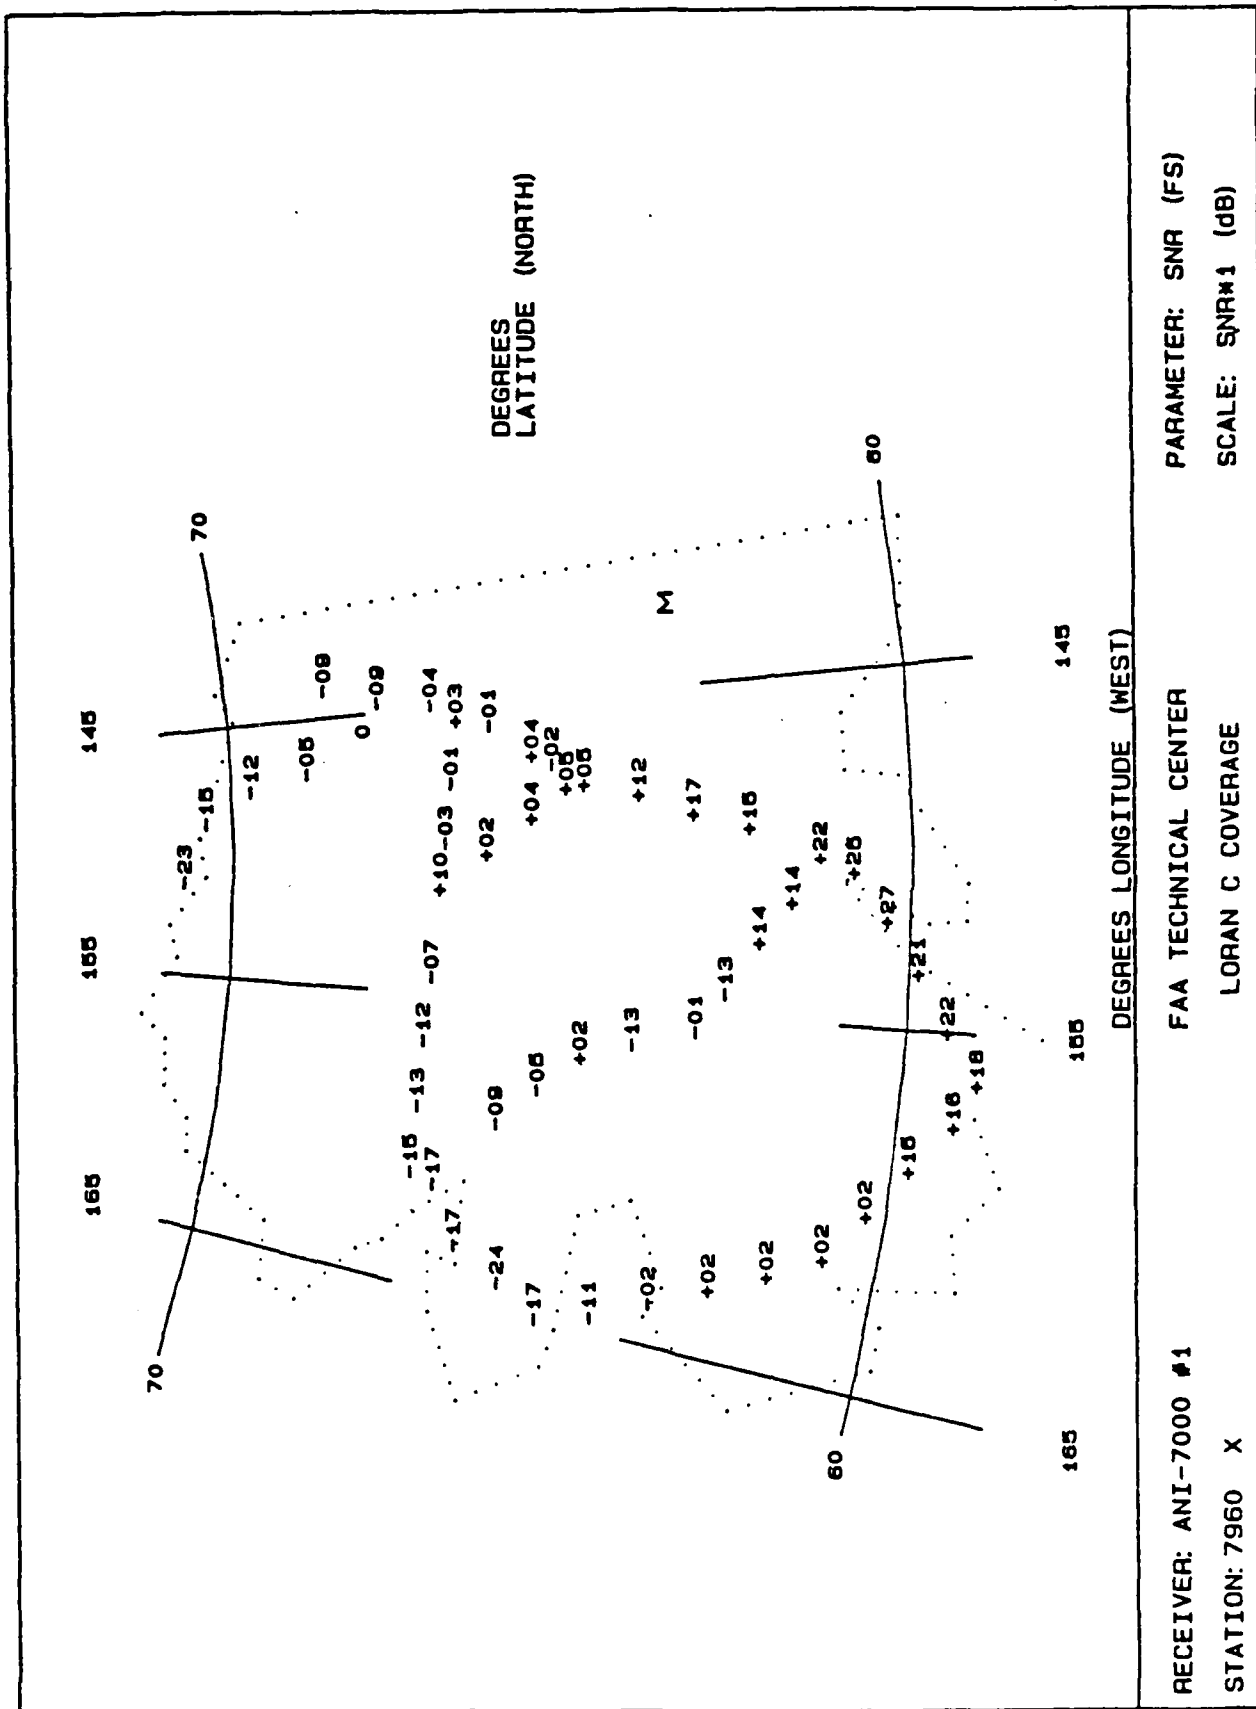 165 155 145
70 70
-23
-15
-12
-05
-09
0
-09
-15 -13 -12 -07 +10 -03 -01 -04
-17 +03
-17
-24 -09 +02 -01
DEGREES
LATITUDE (NORTH)
-17 -05 +04 +04
-02
+02 +05
-11 +05
-13 +12
M
+02 -01 +17
-13
+02 +14 +15
+02 +14 +22
+25
60 +02 60
+27
+15 +21
+16 +22
+18
165 155 145
DEGREES LONGITUDE (WEST)
RECEIVER: ANI-7000 #1 FAA TECHNICAL CENTER PARAMETER: SNR (FS)
STATION: 7960 X LORAN C COVERAGE SCALE: SNR*1 (dB)